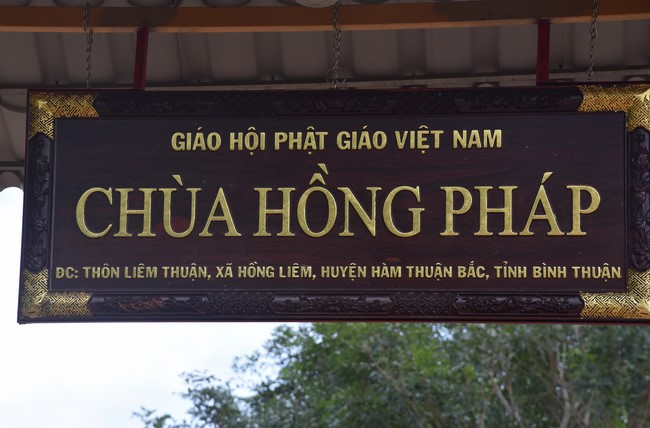 GIÁO HỘI PHẬT GIÁO VIỆT NAM
CHÙA HỒNG PHÁP
ĐC: THÔN LIÊM THUẬN, XÃ HỒNG LIÊM, HUYỆN HÀM THUẬN BẮC, TỈNH BÌNH THUẬN